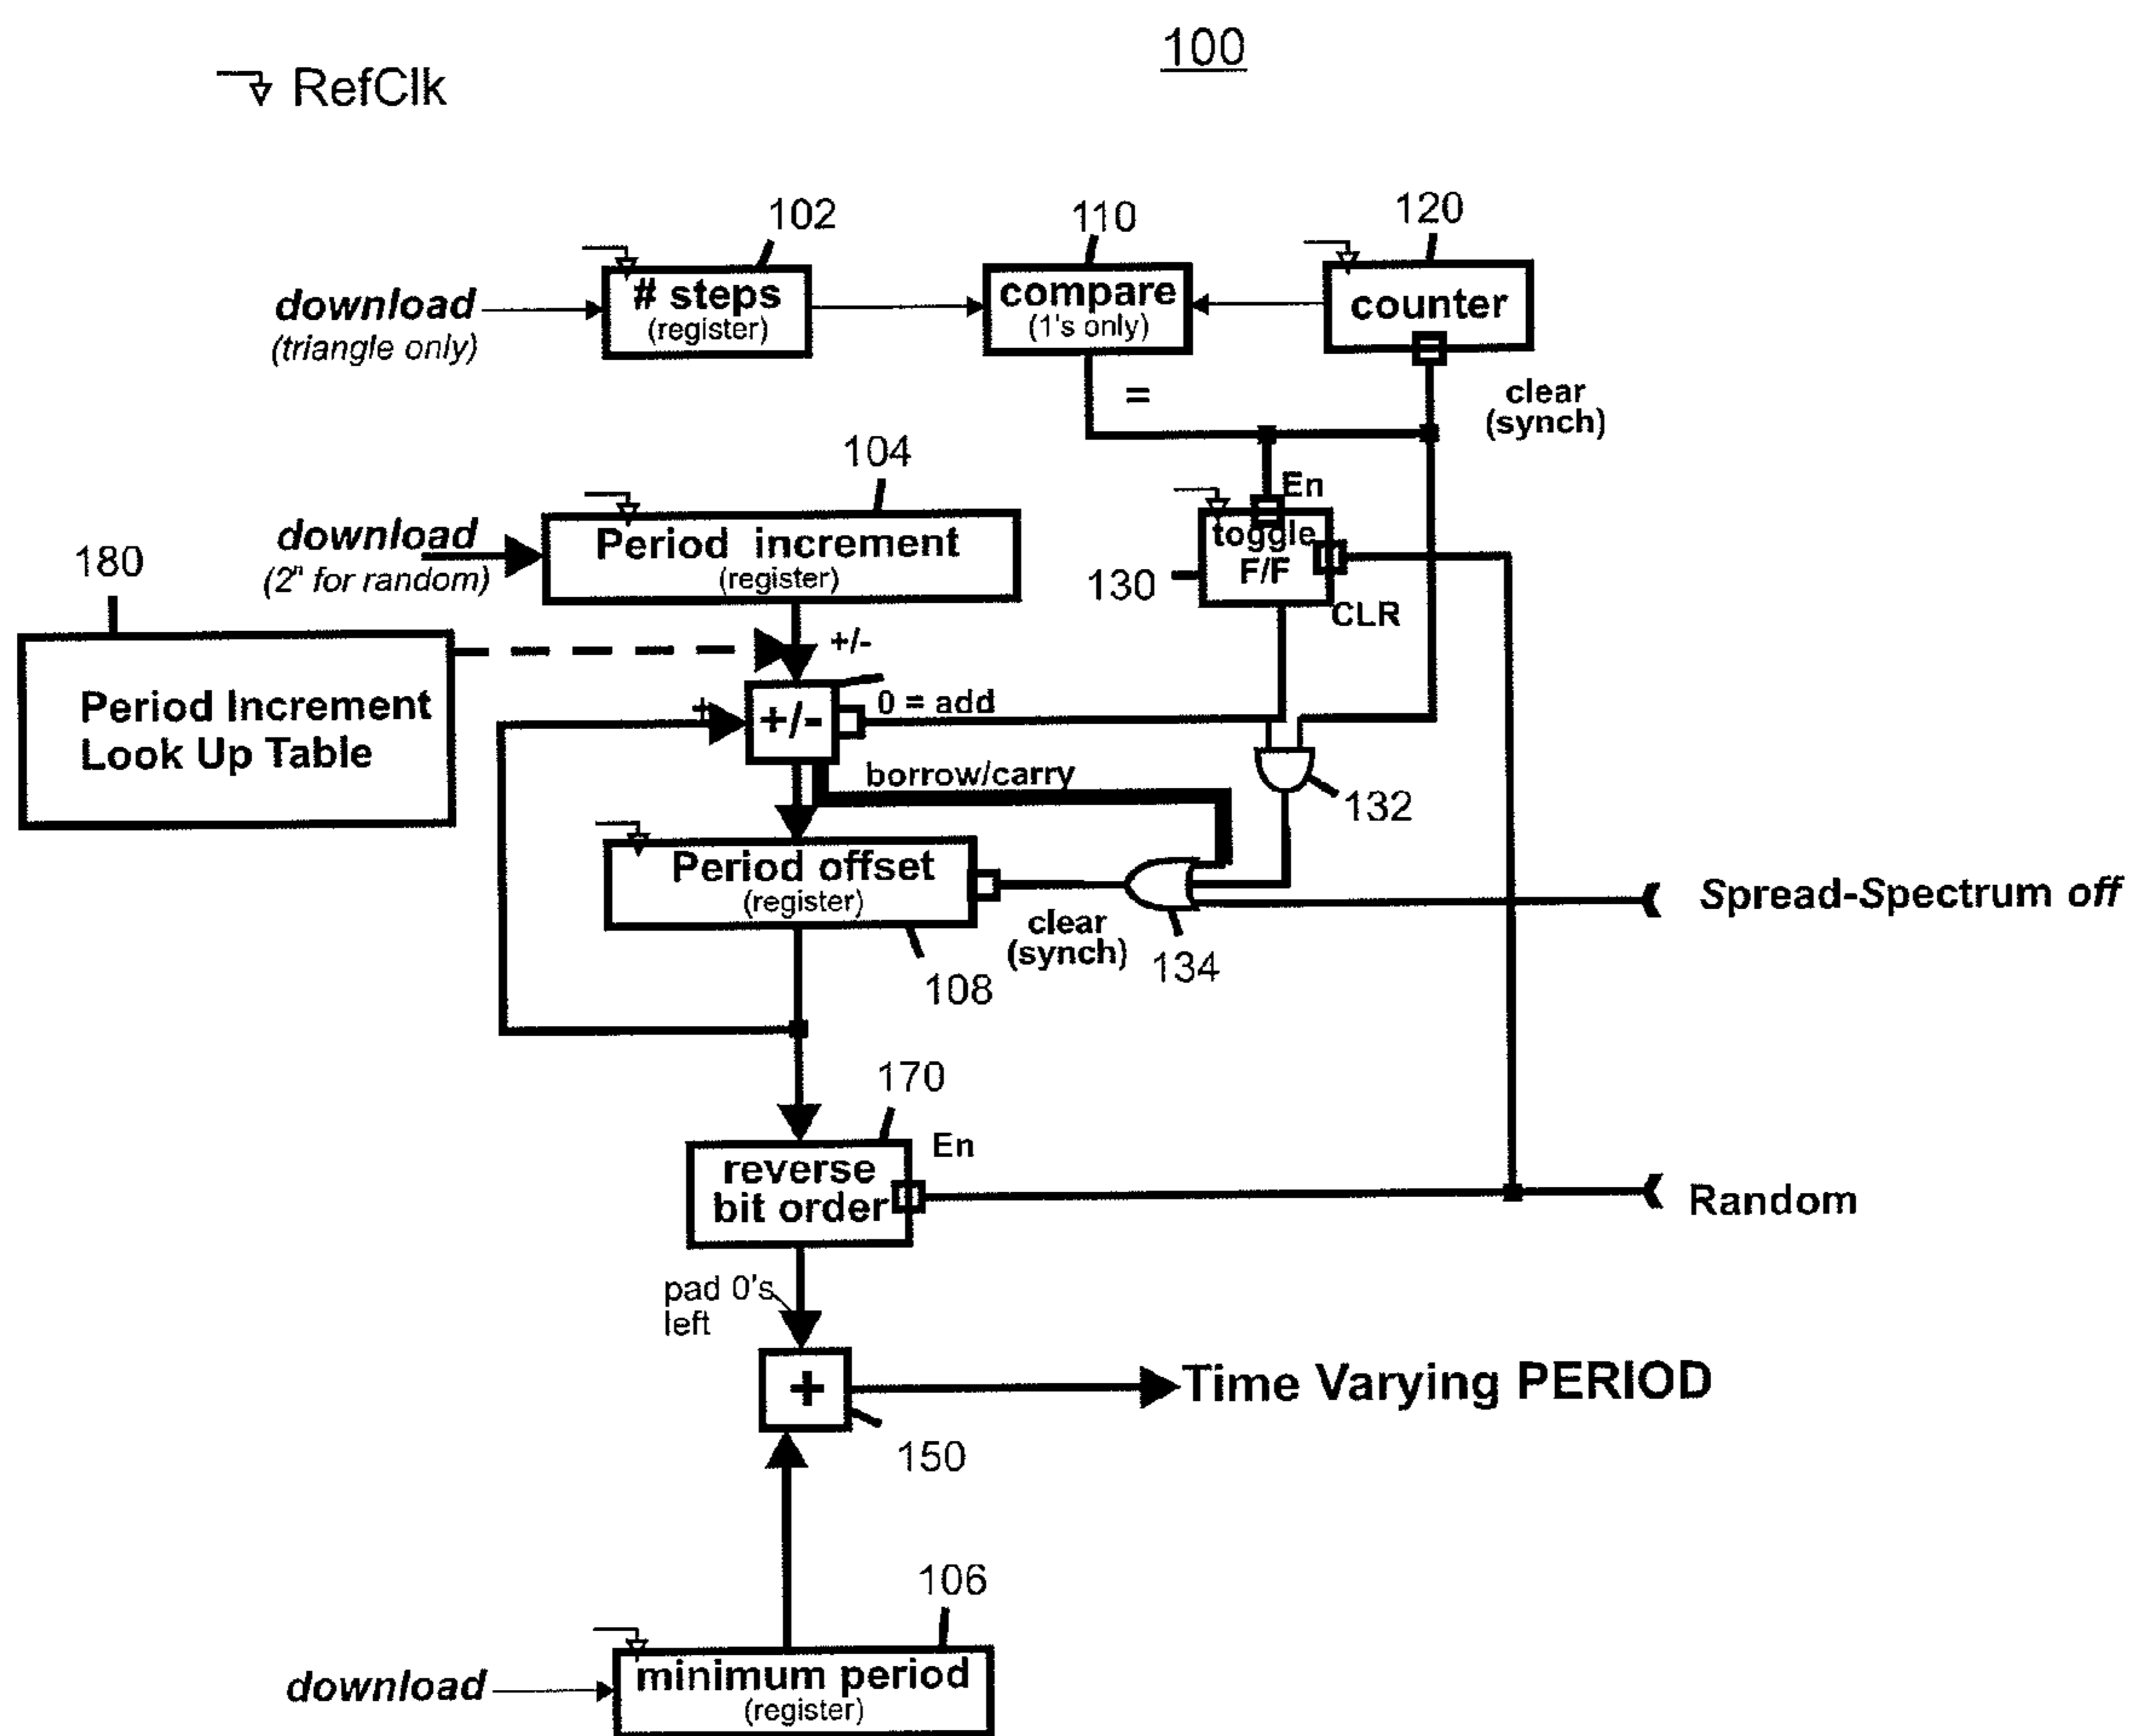 100
RefClk
102
110
120
download
(triangle only)
# steps
(register)
compare
(1's only)
counter
=
clear
(synch)
104
En
download
(2ⁿ for random)
Period increment
(register)
toggle
F/F
130
CLR
180
+/-
Period Increment
Look Up Table
+
+/-
0 = add
borrow/carry
132
Period offset
(register)
clear
(synch)
134
108
Spread-Spectrum off
170
En
reverse
bit order
Random
pad 0's
left
+
Time Varying PERIOD
150
106
download
minimum period
(register)